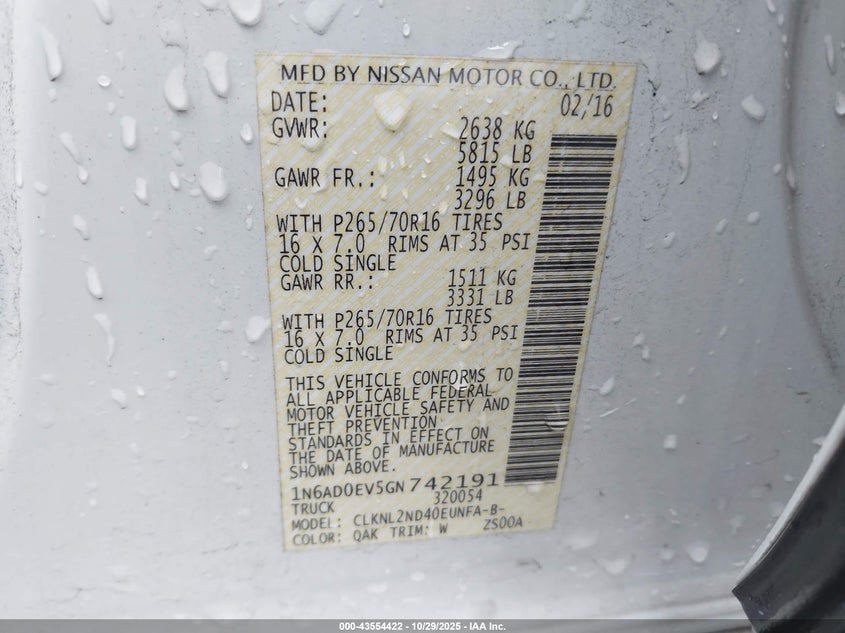 MFD BY NISSAN MOTOR CO., LTD.
DATE: 02/16
GVWR: 2638 KG
5815 LB
GAWR FR.: 1495 KG
3296 LB
WITH P265/70R16 TIRES
16 X 7.0 RIMS AT 35 PSI
COLD SINGLE
GAWR RR.: 1511 KG
3331 LB
WITH P265/70R16 TIRES
16 X 7.0 RIMS AT 35 PSI
COLD SINGLE
THIS VEHICLE CONFORMS TO
ALL APPLICABLE FEDERAL
MOTOR VEHICLE SAFETY AND
THEFT PREVENTION
STANDARDS IN EFFECT ON
THE DATE OF MANUFACTURE
SHOWN ABOVE.
1N6AD0EV5GN742191
TRUCK 320054
MODEL: CLKNL2ND40EUNFA-B-
COLOR: QAK TRIM: W ZS00A
000-43554422 - 10/29/2025 - IAA Inc.